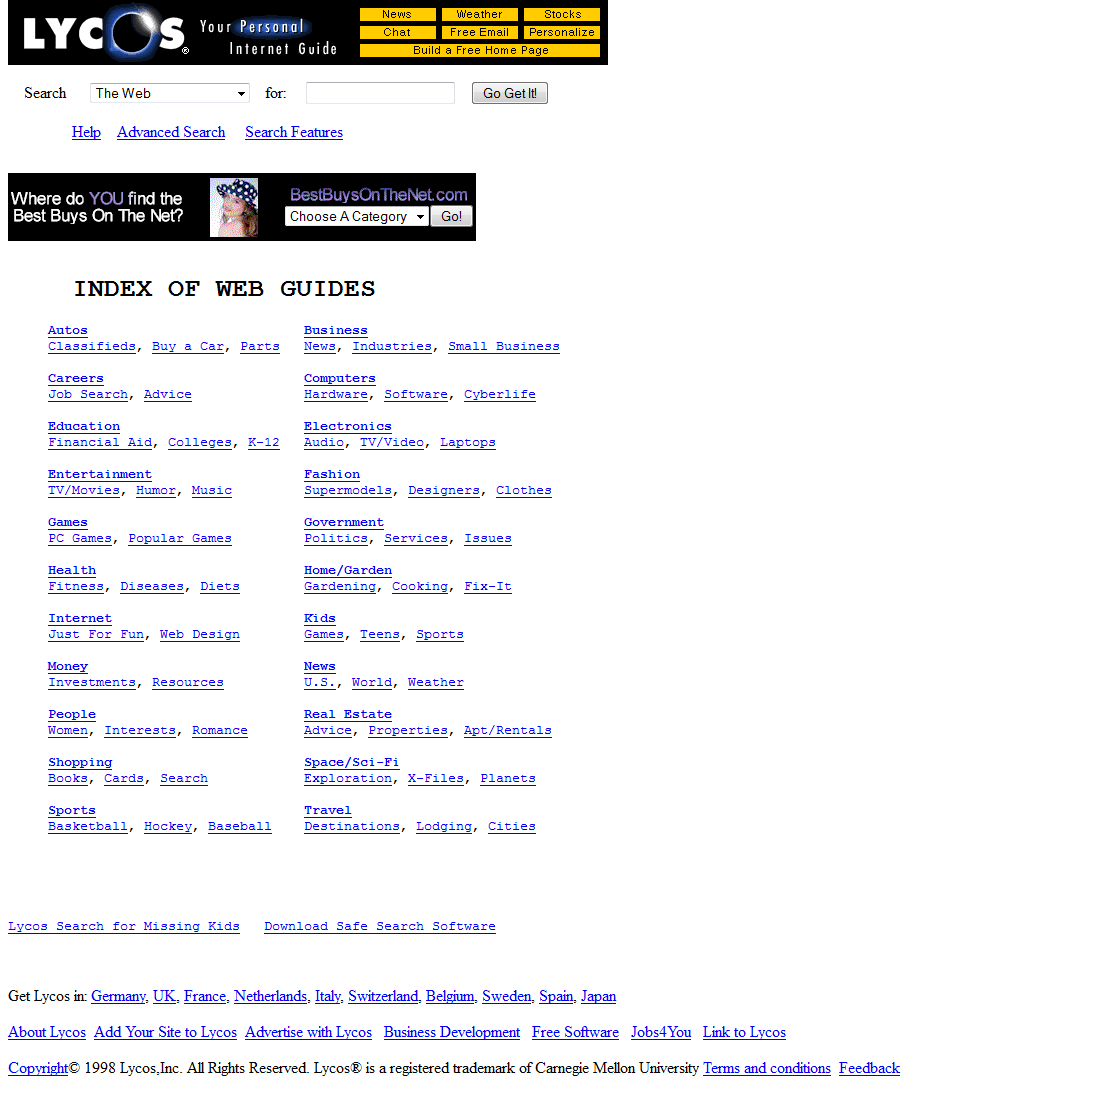 LYCOS® Your Personal Internet Guide
News Weather Stocks
Chat Free Email Personalize
Build a Free Home Page
Search The Web for: Go Get It!
Help Advanced Search Search Features
Where do YOU find the
Best Buys On The Net?
BestBuysOnTheNet.com
Choose A Category Go!
INDEX OF WEB GUIDES
Autos Business
Classifieds, Buy a Car, Parts News, Industries, Small Business
Careers Computers
Job Search, Advice Hardware, Software, Cyberlife
Education Electronics
Financial Aid, Colleges, K-12 Audio, TV/Video, Laptops
Entertainment Fashion
TV/Movies, Humor, Music Supermodels, Designers, Clothes
Games Government
PC Games, Popular Games Politics, Services, Issues
Health Home/Garden
Fitness, Diseases, Diets Gardening, Cooking, Fix-It
Internet Kids
Just For Fun, Web Design Games, Teens, Sports
Money News
Investments, Resources U.S., World, Weather
People Real Estate
Women, Interests, Romance Advice, Properties, Apt/Rentals
Shopping Space/Sci-Fi
Books, Cards, Search Exploration, X-Files, Planets
Sports Travel
Basketball, Hockey, Baseball Destinations, Lodging, Cities
Lycos Search for Missing Kids Download Safe Search Software
Get Lycos in: Germany, UK, France, Netherlands, Italy, Switzerland, Belgium, Sweden, Spain, Japan
About Lycos Add Your Site to Lycos Advertise with Lycos Business Development Free Software Jobs4You Link to Lycos
Copyright© 1998 Lycos,Inc. All Rights Reserved. Lycos® is a registered trademark of Carnegie Mellon University Terms and conditions Feedback